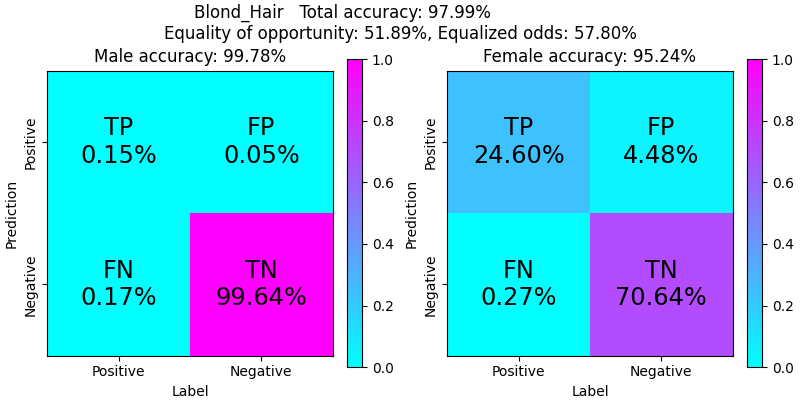 Blond_Hair   Total accuracy: 97.99%
Equality of opportunity: 51.89%, Equalized odds: 57.80%
Male accuracy: 99.78%
Positive
Negative
Prediction
TP
0.15%
FP
0.05%
FN
0.17%
TN
99.64%
Positive
Negative
Label
1.0
0.8
0.6
0.4
0.2
0.0
Female accuracy: 95.24%
Positive
Negative
Prediction
TP
24.60%
FP
4.48%
FN
0.27%
TN
70.64%
Positive
Negative
Label
1.0
0.8
0.6
0.4
0.2
0.0